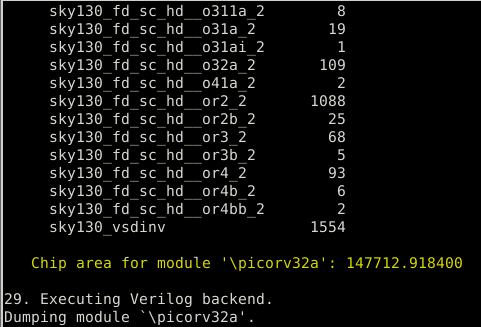 sky130_fd_sc_hd__o311a_2 8
sky130_fd_sc_hd__o31a_2 19
sky130_fd_sc_hd__o31ai_2 1
sky130_fd_sc_hd__o32a_2 109
sky130_fd_sc_hd__o41a_2 2
sky130_fd_sc_hd__or2_2 1088
sky130_fd_sc_hd__or2b_2 25
sky130_fd_sc_hd__or3_2 68
sky130_fd_sc_hd__or3b_2 5
sky130_fd_sc_hd__or4_2 93
sky130_fd_sc_hd__or4b_2 6
sky130_fd_sc_hd__or4bb_2 2
sky130_vsdinv 1554
Chip area for module '\picorv32a': 147712.918400
29. Executing Verilog backend.
Dumping module `\picorv32a'.